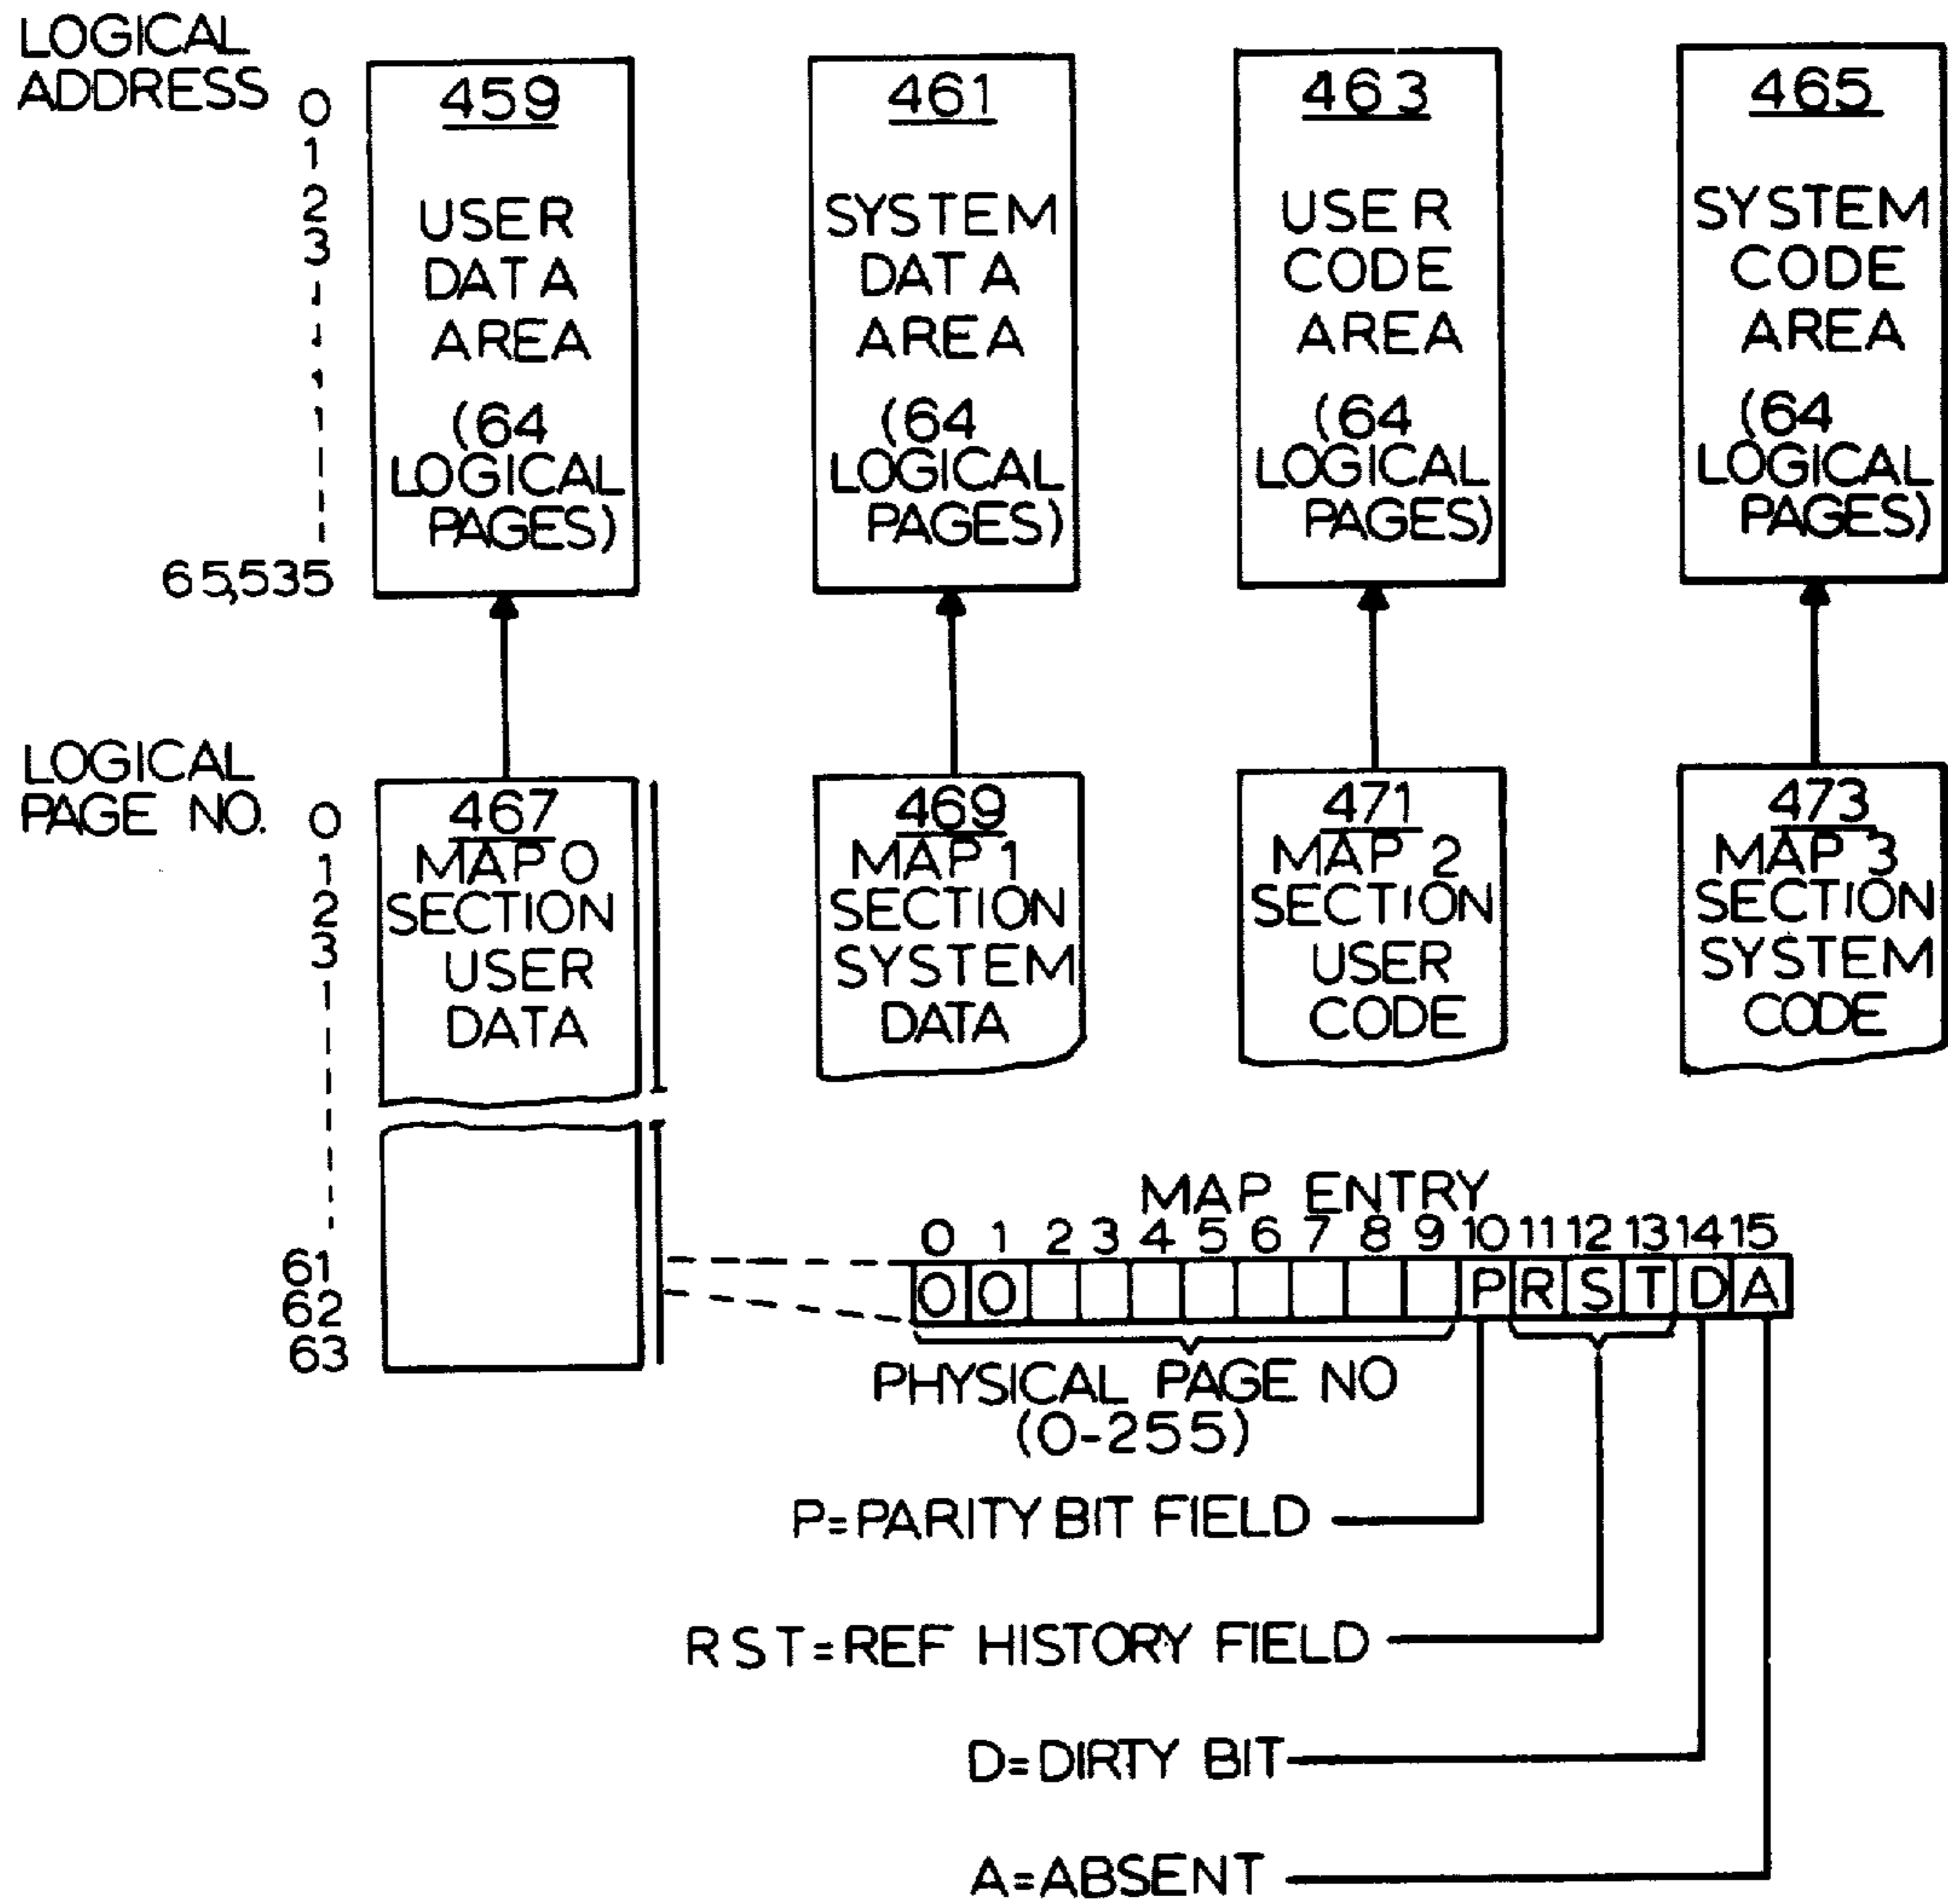 LOGICAL
ADDRESS
0
1
2
3
65,535
459
USER
DATA
AREA
(64
LOGICAL
PAGES)
461
SYSTEM
DATA
AREA
(64
LOGICAL
PAGES)
463
USER
CODE
AREA
(64
LOGICAL
PAGES)
465
SYSTEM
CODE
AREA
(64
LOGICAL
PAGES)
LOGICAL
PAGE NO.
0
1
2
3
61
62
63
467
MAP 0
SECTION
USER
DATA
469
MAP 1
SECTION
SYSTEM
DATA
471
MAP 2
SECTION
USER
CODE
473
MAP 3
SECTION
SYSTEM
CODE
MAP ENTRY
0 1 2 3 4 5 6 7 8 9 10 11 12 13 14 15
0 0 P R S T D A
PHYSICAL PAGE NO
(0-255)
P=PARITY BIT FIELD
R S T=REF HISTORY FIELD
D=DIRTY BIT
A=ABSENT